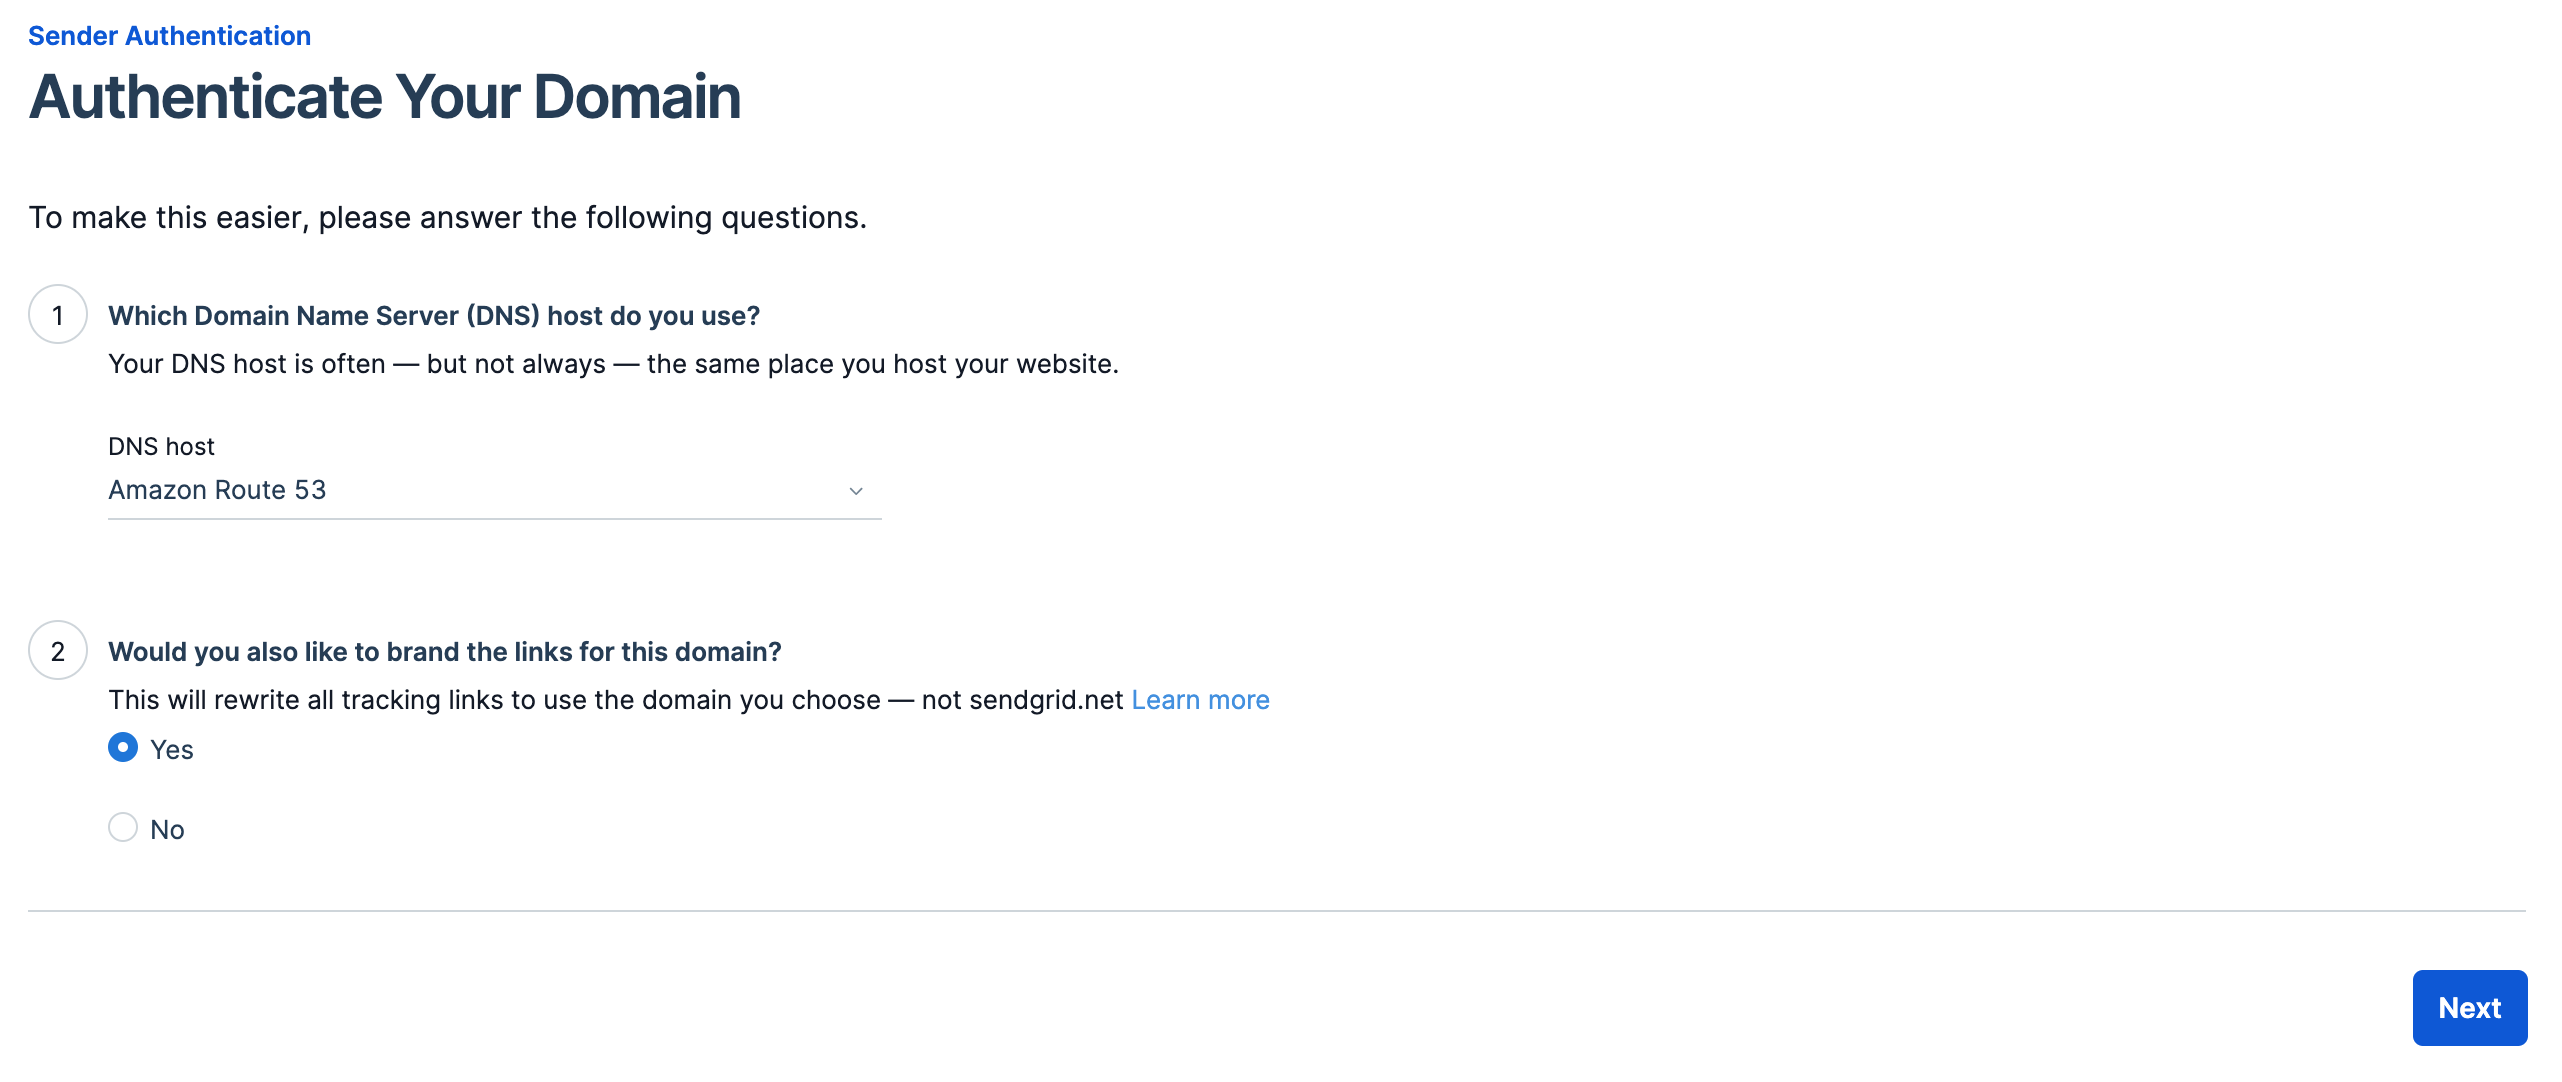 Sender Authentication
Authenticate Your Domain
To make this easier, please answer the following questions.
1 Which Domain Name Server (DNS) host do you use?
Your DNS host is often — but not always — the same place you host your website.
DNS host
Amazon Route 53
2 Would you also like to brand the links for this domain?
This will rewrite all tracking links to use the domain you choose — not sendgrid.net Learn more
Yes
No
Next